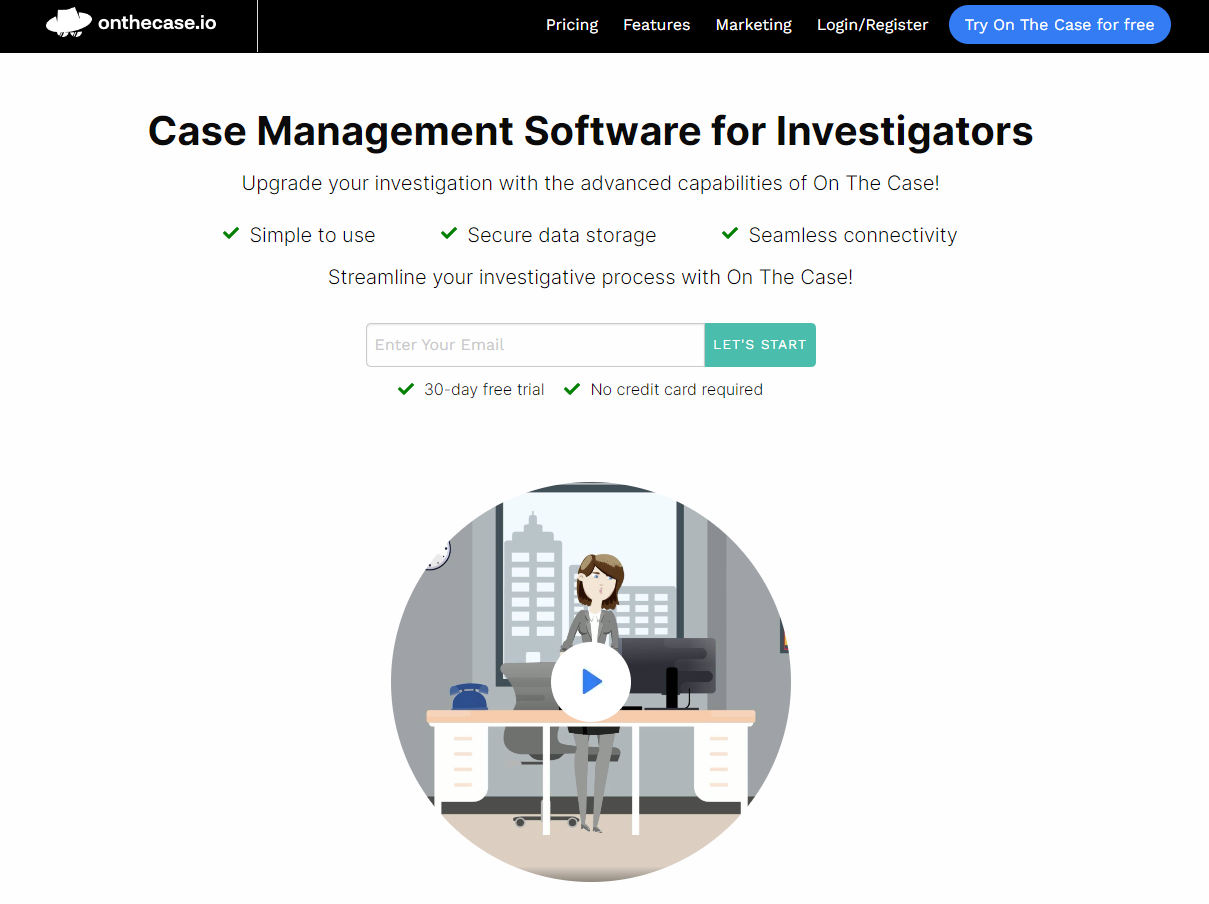 onthecase.io
Pricing Features Marketing Login/Register Try On The Case for free
Case Management Software for Investigators
Upgrade your investigation with the advanced capabilities of On The Case!
Simple to use Secure data storage Seamless connectivity
Streamline your investigative process with On The Case!
Enter Your Email LET'S START
30-day free trial No credit card required